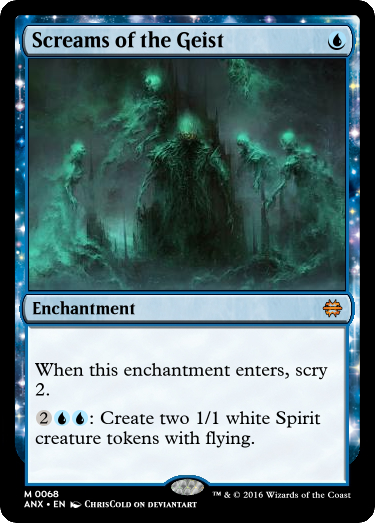 Screams of the Geist
Enchantment
When this enchantment enters, scry
2.
2: Create two 1/1 white Spirit
creature tokens with flying.
M 0068
ANX • EN ChrisCold on deviantart
™ & © 2016 Wizards of the Coast